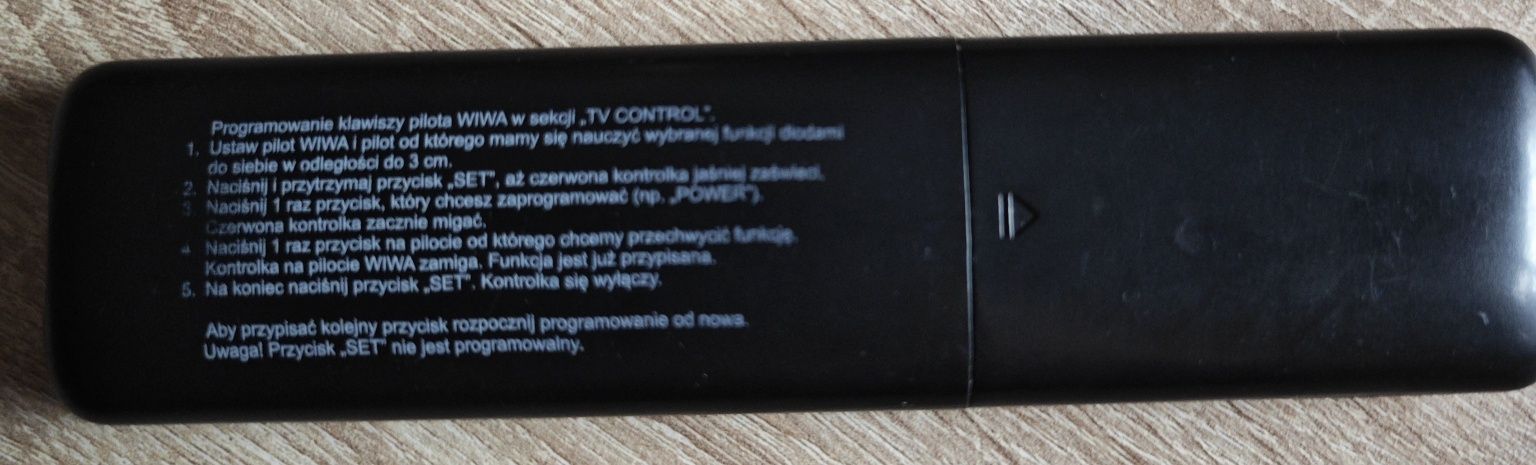 Programowanie klawiszy pilota WIWA w sekcji „TV CONTROL".
1. Ustaw pilot WIWA i pilot od którego mamy się nauczyć wybranej funkcji diodami
do siebie w odległości do 3 cm.
2. Naciśnij i przytrzymaj przycisk „SET", aż czerwona kontrolka jaśniej zaświeci.
3. Naciśnij 1 raz przycisk, który chcesz zaprogramować (np. „POWER").
Czerwona kontrolka zacznie migać.
4. Naciśnij 1 raz przycisk na pilocie od którego chcemy przechwycić funkcję.
Kontrolka na pilocie WIWA zamiga. Funkcja jest już przypisana.
5. Na koniec naciśnij przycisk „SET". Kontrolka się wyłączy.
Aby przypisać kolejny przycisk rozpocznij programowanie od nowa.
Uwaga! Przycisk „SET" nie jest programowalny.